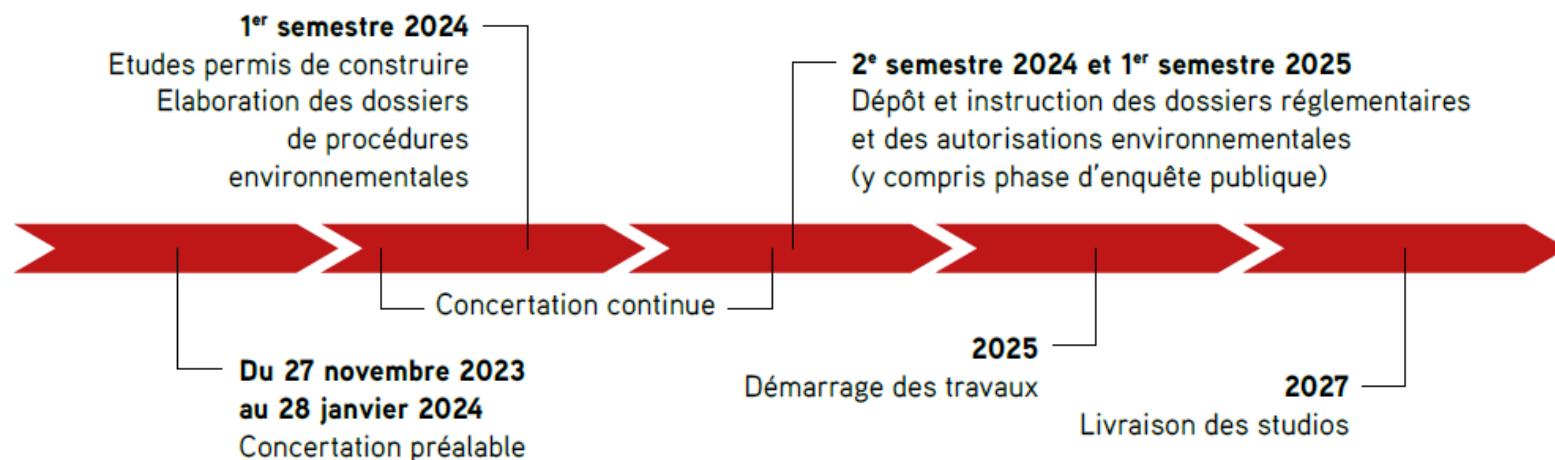 1er semestre 2024
Etudes permis de construire
Elaboration des dossiers
de procédures
environnementales
2e semestre 2024 et 1er semestre 2025
Dépôt et instruction des dossiers réglementaires
et des autorisations environnementales
(y compris phase d'enquête publique)
Concertation continue
Du 27 novembre 2023
au 28 janvier 2024
Concertation préalable
2025
Démarrage des travaux
2027
Livraison des studios